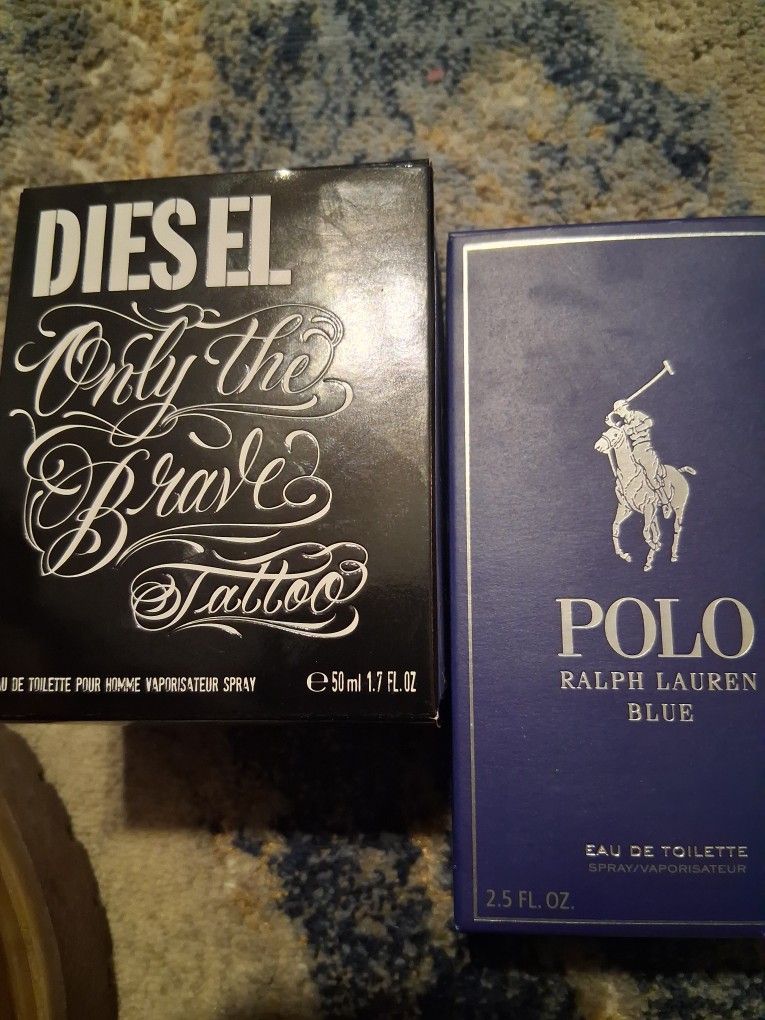 DIESEL
Only the
Brave
Tattoo
DE TOILETTE POUR HOMME VAPORISATEUR SPRAY
℮ 50 ml 1.7 FL. OZ
POLO
RALPH LAUREN
BLUE
EAU DE TOILETTE
SPRAY/VAPORISATEUR
2.5 FL. OZ.